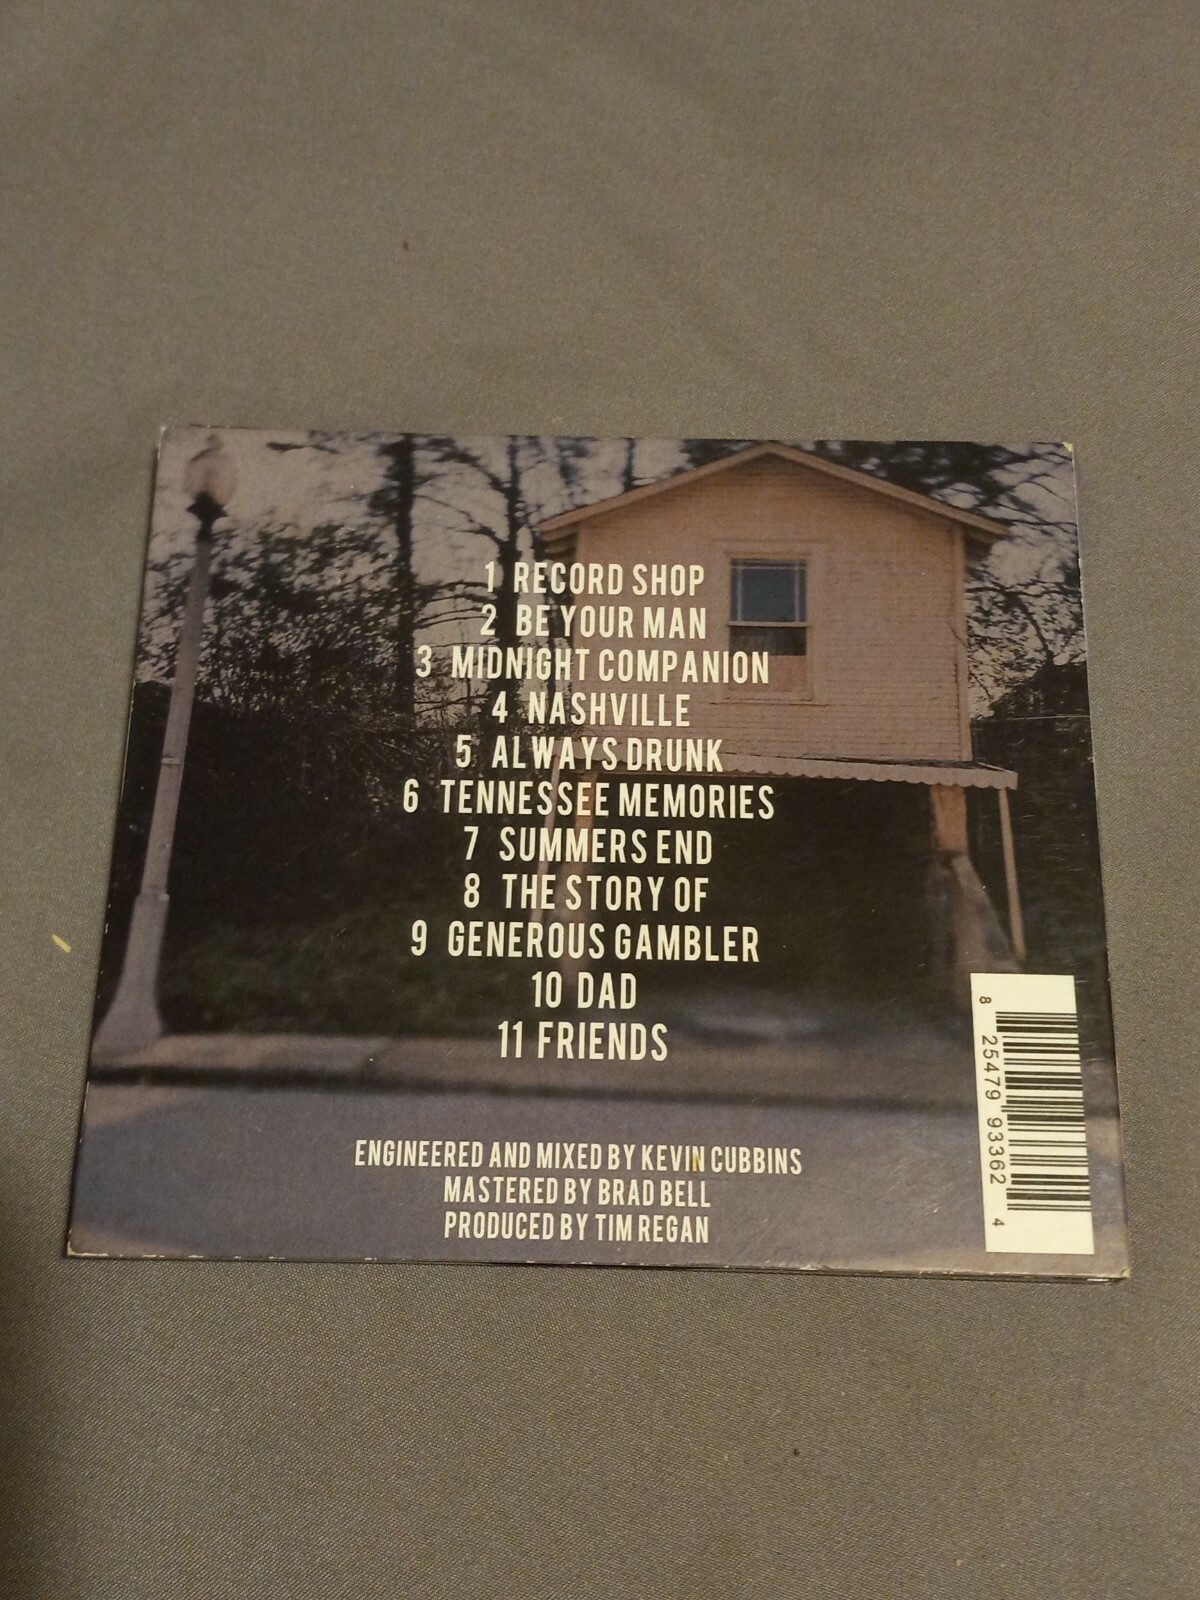 1 RECORD SHOP
2 BE YOUR MAN
3 MIDNIGHT COMPANION
4 NASHVILLE
5 ALWAYS DRUNK
6 TENNESSEE MEMORIES
7 SUMMERS END
8 THE STORY OF
9 GENEROUS GAMBLER
10 DAD
11 FRIENDS
ENGINEERED AND MIXED BY KEVIN CUBBINS
MASTERED BY BRAD BELL
PRODUCED BY TIM REGAN
8 25479 93362 4